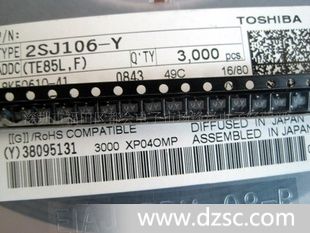 P/N:
TOSHIBA
TYPE 2SJ106-Y
ADDC (TE85L,F) Q'TY 3,000 pcs.
0843 49C 16/80
[[G]]/RoHS COMPATIBLE
DIFFUSED IN JAPAN
ASSEMBLED IN JAPAN
(Y)38095131 3000 XP04OMP
www.dzsc.com